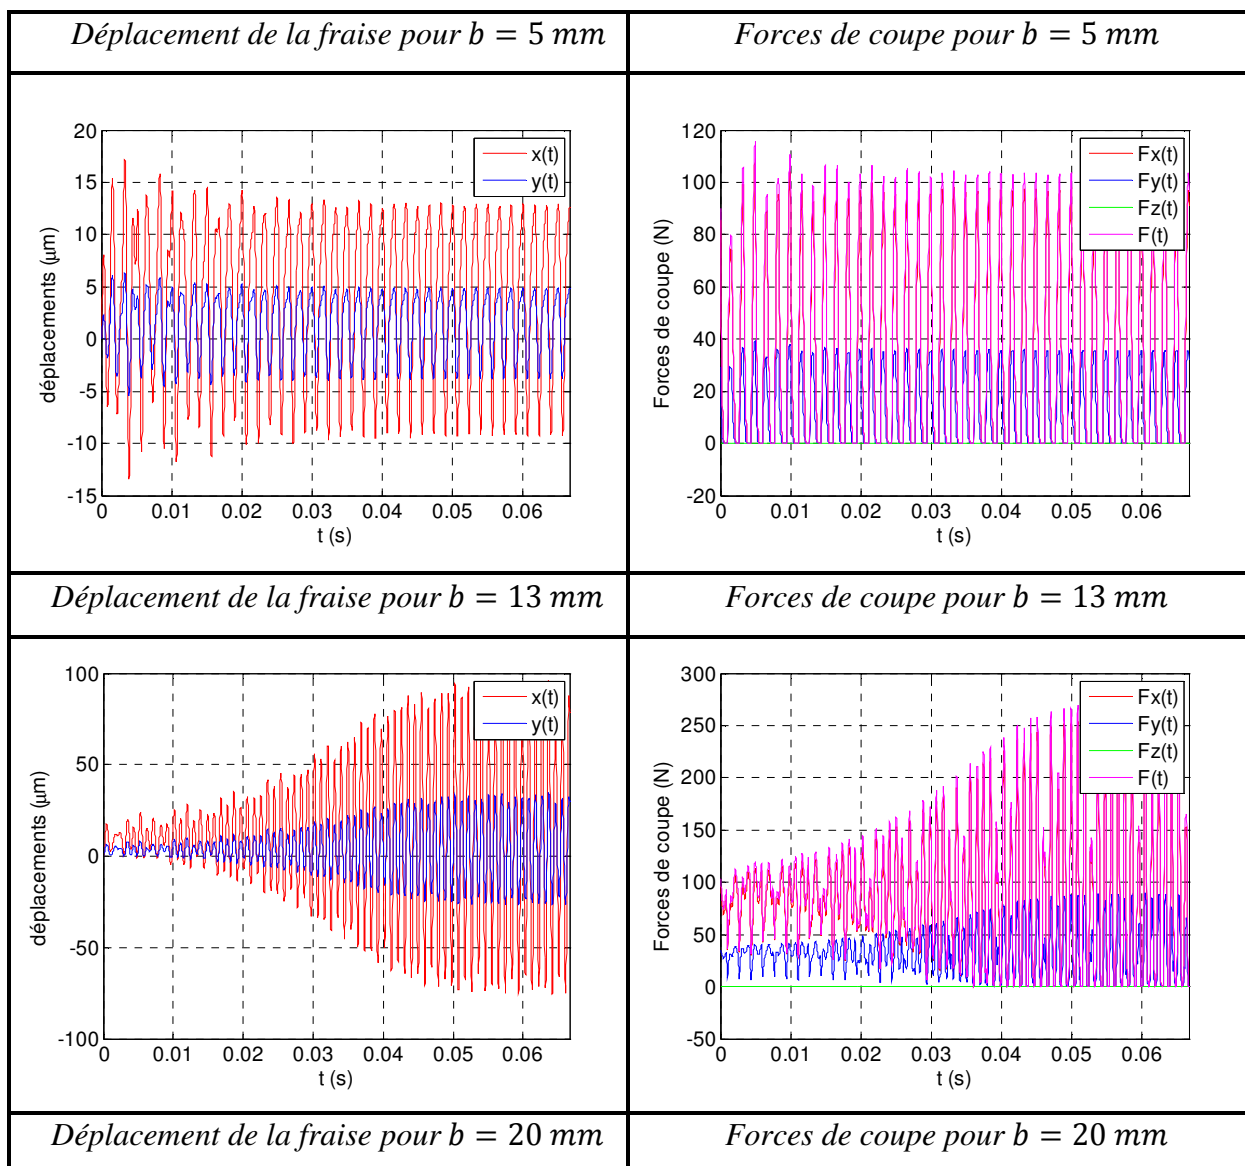 Déplacement de la fraise pour b = 5 mm
Forces de coupe pour b = 5 mm
20
15
10
5
0
-5
-10
-15
déplacements (μm)
0 0.01 0.02 0.03 0.04 0.05 0.06
t (s)
x(t)
y(t)
120
100
80
60
40
20
0
-20
Forces de coupe (N)
0 0.01 0.02 0.03 0.04 0.05 0.06
t (s)
Fx(t)
Fy(t)
Fz(t)
F(t)
Déplacement de la fraise pour b = 13 mm
Forces de coupe pour b = 13 mm
100
50
0
-50
-100
déplacements (μm)
0 0.01 0.02 0.03 0.04 0.05 0.06
t (s)
x(t)
y(t)
300
250
200
150
100
50
0
-50
Forces de coupe (N)
0 0.01 0.02 0.03 0.04 0.05 0.06
t (s)
Fx(t)
Fy(t)
Fz(t)
F(t)
Déplacement de la fraise pour b = 20 mm
Forces de coupe pour b = 20 mm